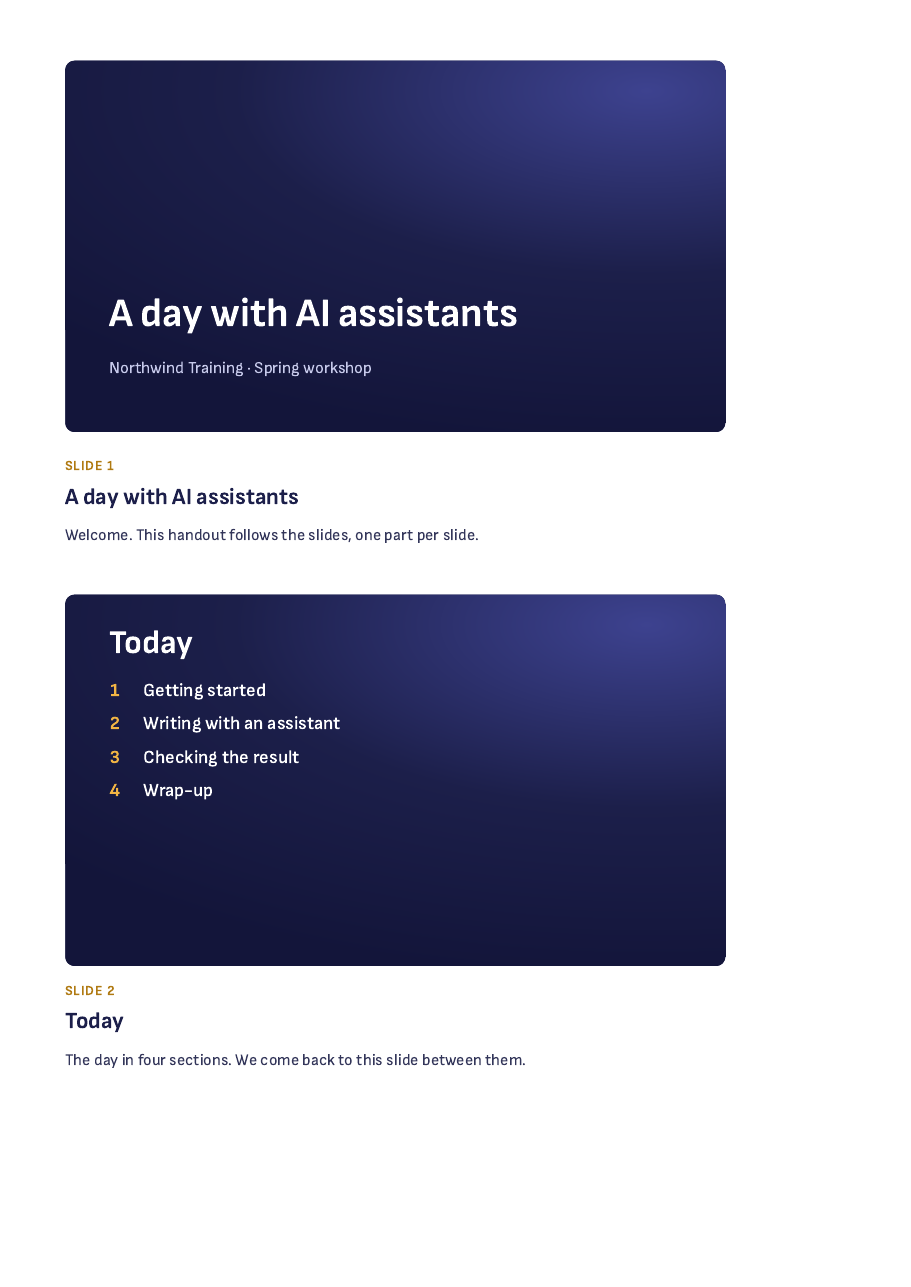 A day with AI assistants
Northwind Training · Spring workshop
SLIDE 1
A day with AI assistants
Welcome. This handout follows the slides, one part per slide.
Today
1 Getting started
2 Writing with an assistant
3 Checking the result
4 Wrap-up
SLIDE 2
Today
The day in four sections. We come back to this slide between them.